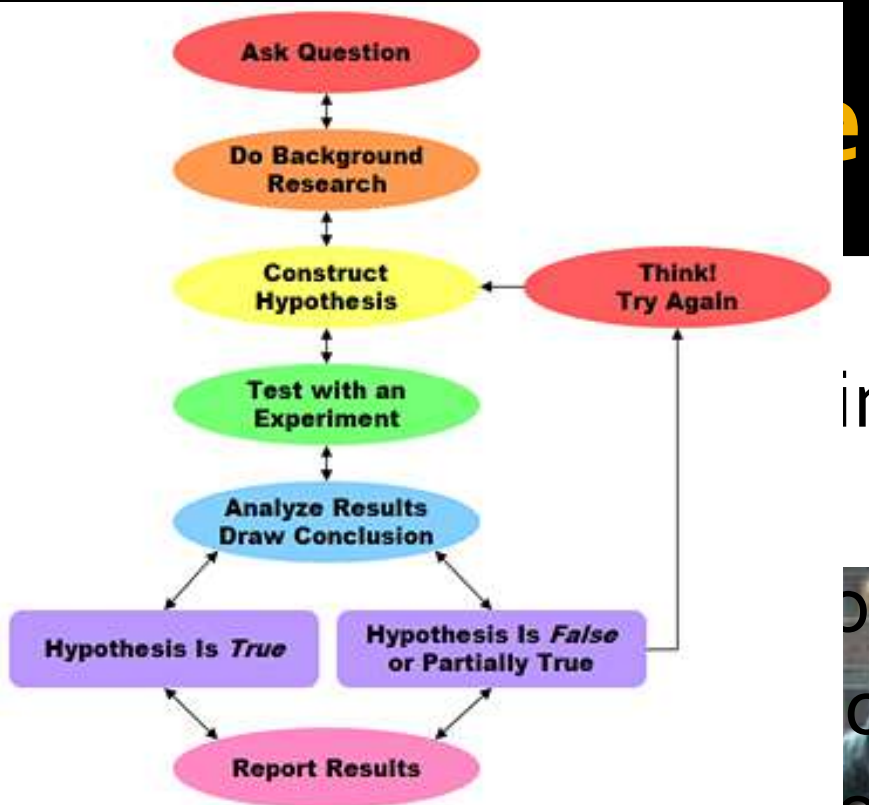 Ask Question
Do Background
Research
Construct
Hypothesis
Think!
Try Again
Test with an
Experiment
Analyze Results
Draw Conclusion
Hypothesis Is True
Hypothesis Is False
or Partially True
Report Results